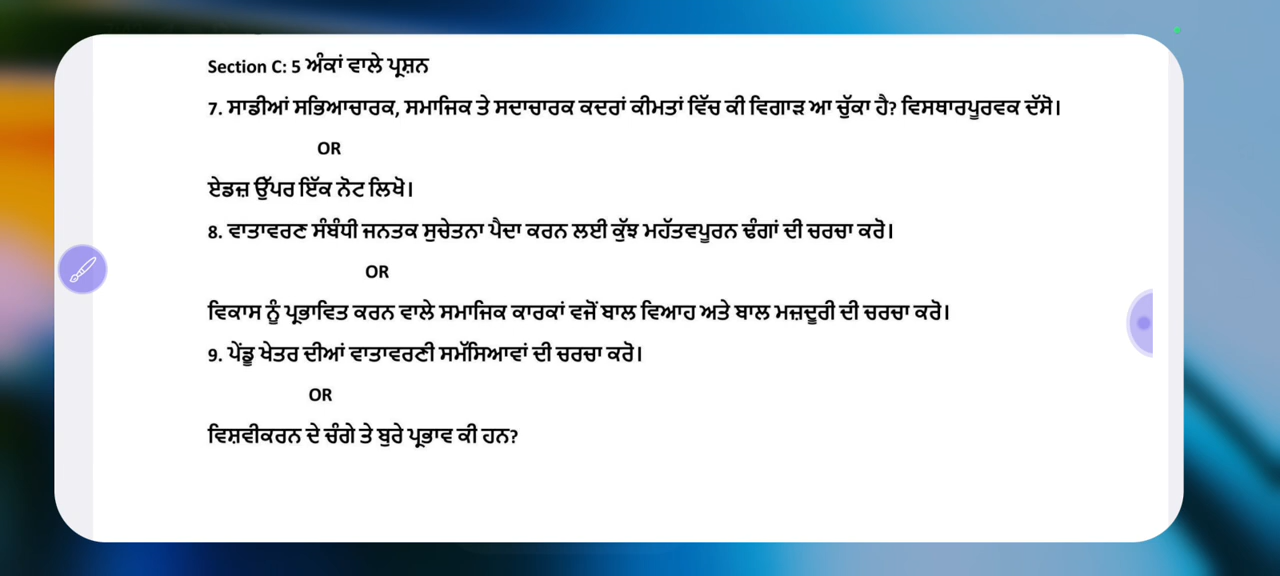 Section C: 5 ਅੰਕਾਂ ਵਾਲੇ ਪ੍ਰਸ਼ਨ
7. ਸਾਡੀਆਂ ਸਭਿਆਚਾਰਕ, ਸਮਾਜਿਕ ਤੇ ਸਦਾਚਾਰਕ ਕਦਰਾਂ ਕੀਮਤਾਂ ਵਿੱਚ ਕੀ ਵਿਗਾੜ ਆ ਚੁੱਕਾ ਹੈ? ਵਿਸਥਾਰਪੂਰਵਕ ਦੱਸੋ।
OR
ਏਡਜ਼ ਉੱਪਰ ਇੱਕ ਨੋਟ ਲਿਖੋ।
8. ਵਾਤਾਵਰਣ ਸੰਬੰਧੀ ਜਨਤਕ ਸੁਚੇਤਨਾ ਪੈਦਾ ਕਰਨ ਲਈ ਕੁੱਝ ਮਹੱਤਵਪੂਰਨ ਢੰਗਾਂ ਦੀ ਚਰਚਾ ਕਰੋ।
OR
ਵਿਕਾਸ ਨੂੰ ਪ੍ਰਭਾਵਿਤ ਕਰਨ ਵਾਲੇ ਸਮਾਜਿਕ ਕਾਰਕਾਂ ਵਜੋਂ ਬਾਲ ਵਿਆਹ ਅਤੇ ਬਾਲ ਮਜ਼ਦੂਰੀ ਦੀ ਚਰਚਾ ਕਰੋ।
9. ਪੇਂਡੂ ਖੇਤਰ ਦੀਆਂ ਵਾਤਾਵਰਣੀ ਸਮੱਸਿਆਵਾਂ ਦੀ ਚਰਚਾ ਕਰੋ।
OR
ਵਿਸ਼ਵੀਕਰਨ ਦੇ ਚੰਗੇ ਤੇ ਬੁਰੇ ਪ੍ਰਭਾਵ ਕੀ ਹਨ?